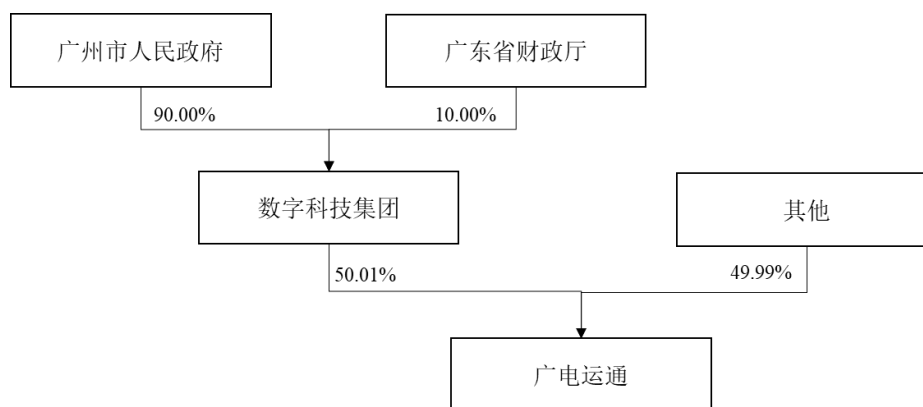 广州市人民政府
广东省财政厅
90.00%
10.00%
数字科技集团
其他
50.01%
49.99%
广电运通